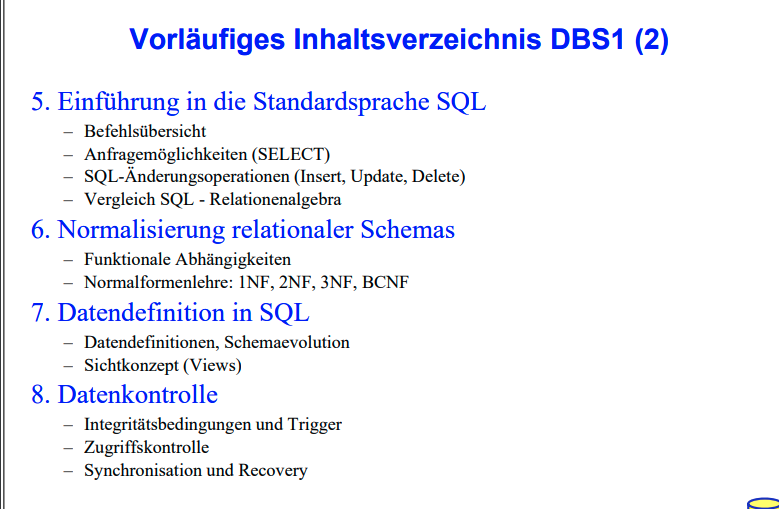 Vorläufiges Inhaltsverzeichnis DBS1 (2)
5. Einführung in die Standardsprache SQL
– Befehlsübersicht
– Anfragemöglichkeiten (SELECT)
– SQL-Änderungsoperationen (Insert, Update, Delete)
– Vergleich SQL - Relationenalgebra
6. Normalisierung relationaler Schemas
– Funktionale Abhängigkeiten
– Normalformenlehre: 1NF, 2NF, 3NF, BCNF
7. Datendefinition in SQL
– Datendefinitionen, Schemaevolution
– Sichtkonzept (Views)
8. Datenkontrolle
– Integritätsbedingungen und Trigger
– Zugriffskontrolle
– Synchronisation und Recovery